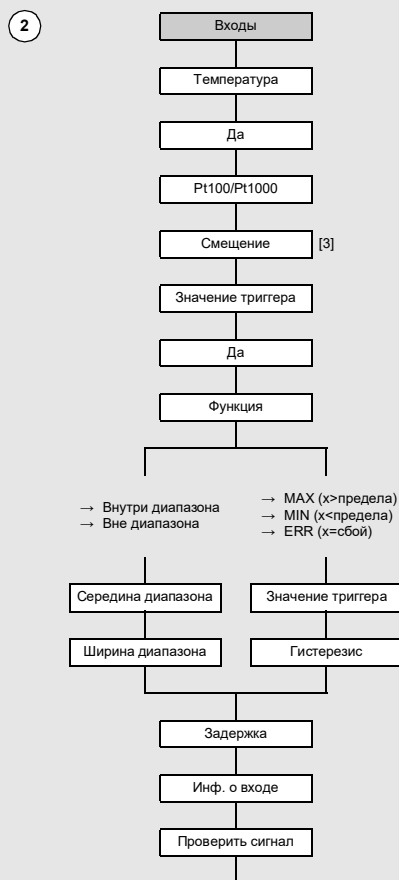 2
Входы
Температура
Да
Pt100/Pt1000
Смещение [3]
Значение триггера
Да
Функция
→ Внутри диапазона
→ Вне диапазона
→ MAX (x>предела)
→ MIN (x<предела)
→ ERR (x=сбой)
Середина диапазона
Значение триггера
Ширина диапазона
Гистерезис
Задержка
Инф. о входе
Проверить сигнал